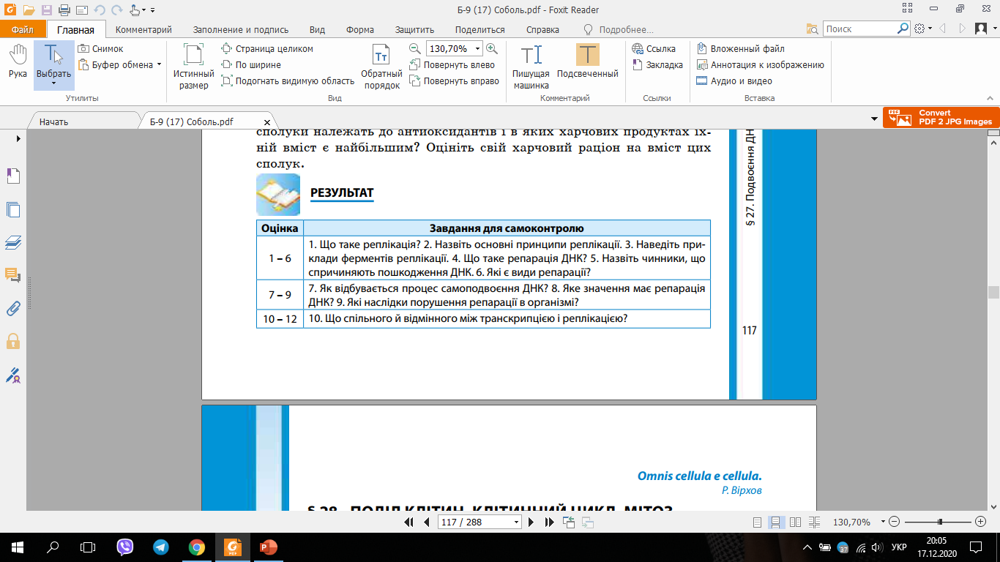 Б-9 (17) Соболь.pdf - Foxit Reader
Файл Главная Комментарий Заполнение и подпись Вид Форма Защитить Поделиться Справка Подробнее... Поиск
Рука
Выбрать
Снимок
Буфер обмена
Утилиты
Истинный размер
Страница целиком
По ширине
Подогнать видимую область
Обратный порядок
130,70%
Повернуть влево
Повернуть вправо
Вид
Пишущая машинка
Подсвеченный
Комментарий
Ссылка
Закладка
Ссылки
Вложенный файл
Аннотация к изображению
Аудио и видео
Вставка
Начать
Б-9 (17) Соболь.pdf
PDF
Convert
PDF 2 JPG Images
сполуки належать до антиоксидантів і в яких харчових продуктах їх-
ній вміст є найбільшим? Оцініть свій харчовий раціон на вміст цих
сполук.
РЕЗУЛЬТАТ
Оцінка Завдання для самоконтролю
1 – 6
1. Що таке реплікація? 2. Назвіть основні принципи реплікації. 3. Наведіть при-
клади ферментів реплікації. 4. Що таке репарація ДНК? 5. Назвіть чинники, що
спричиняють пошкодження ДНК. 6. Які є види репарації?
7 – 9
7. Як відбувається процес самоподвоєння ДНК? 8. Яке значення має репарація
ДНК? 9. Які наслідки порушення репарації в організмі?
10 – 12
10. Що спільного й відмінного між транскрипцією і реплікацією?
§ 27. Подвоєння ДН
117
Omnis cellula e cellula.
Р. Вірхов
§ 28. ПОДІЛ КЛІТИН. КЛІТИННИЙ ЦИКЛ. МІТОЗ
117 / 288
130,70%
37
УКР
20:05
17.12.2020